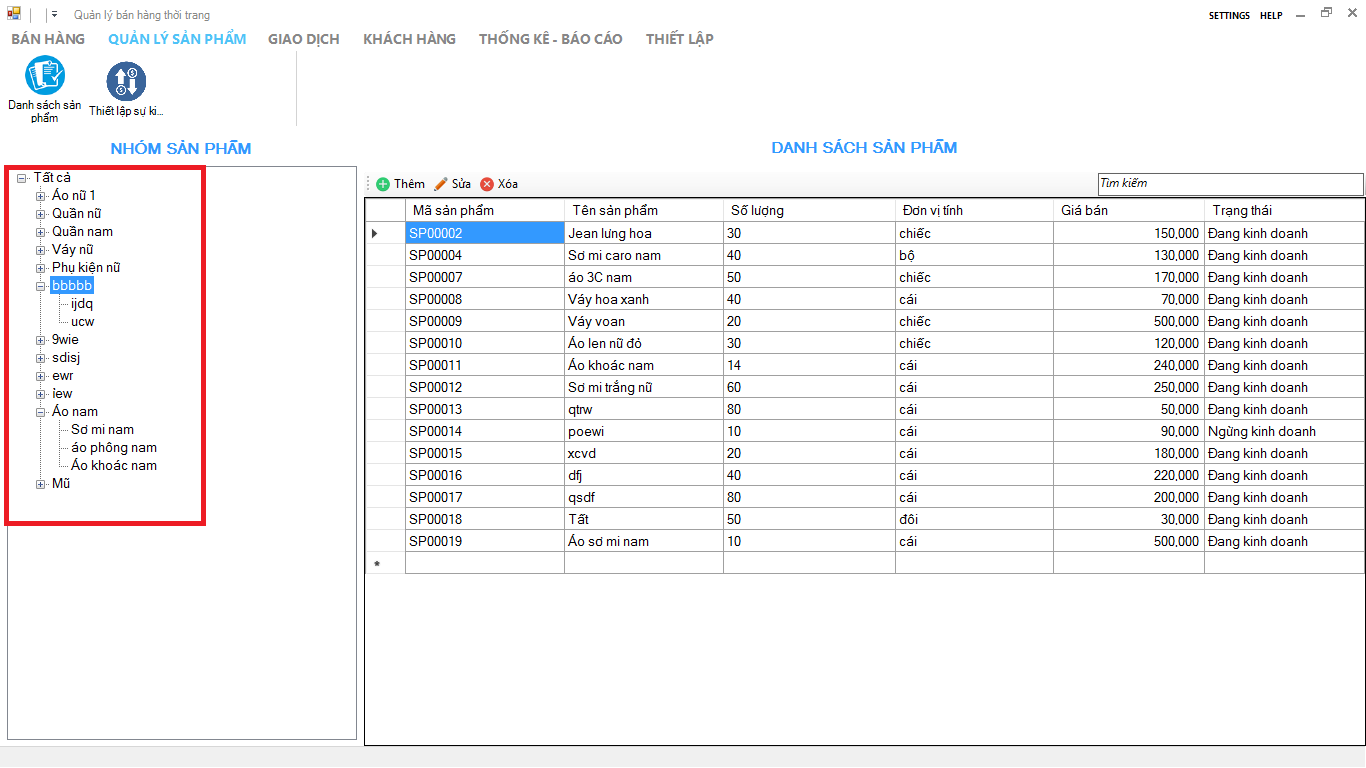 Quản lý bán hàng thời trang
SETTINGS HELP
BÁN HÀNG QUẢN LÝ SẢN PHẨM GIAO DỊCH KHÁCH HÀNG THỐNG KÊ - BÁO CÁO THIẾT LẬP
Danh sách sản
phẩm
Thiết lập sự ki...
NHÓM SẢN PHẨM
Tất cả
Áo nữ 1
Quần nữ
Quần nam
Váy nữ
Phụ kiện nữ
bbbbb
ijdq
ucw
9wie
sdisj
ewr
iew
Áo nam
Sơ mi nam
áo phông nam
Áo khoác nam
Mũ
DANH SÁCH SẢN PHẨM
Thêm Sửa Xóa Tìm kiếm
Mã sản phẩm Tên sản phẩm Số lượng Đơn vị tính Giá bán Trạng thái
SP00002 Jean lưng hoa 30 chiếc 150,000 Đang kinh doanh
SP00004 Sơ mi caro nam 40 bộ 130,000 Đang kinh doanh
SP00007 áo 3C nam 50 chiếc 170,000 Đang kinh doanh
SP00008 Váy hoa xanh 40 cái 70,000 Đang kinh doanh
SP00009 Váy voan 20 chiếc 500,000 Đang kinh doanh
SP00010 Áo len nữ đỏ 30 chiếc 120,000 Đang kinh doanh
SP00011 Áo khoác nam 14 cái 240,000 Đang kinh doanh
SP00012 Sơ mi trắng nữ 60 cái 250,000 Đang kinh doanh
SP00013 qtrw 80 cái 50,000 Đang kinh doanh
SP00014 poewi 10 cái 90,000 Ngừng kinh doanh
SP00015 xcvd 20 cái 180,000 Đang kinh doanh
SP00016 dfj 40 cái 220,000 Đang kinh doanh
SP00017 qsdf 80 cái 200,000 Đang kinh doanh
SP00018 Tất 50 đôi 30,000 Đang kinh doanh
SP00019 Áo sơ mi nam 10 cái 500,000 Đang kinh doanh